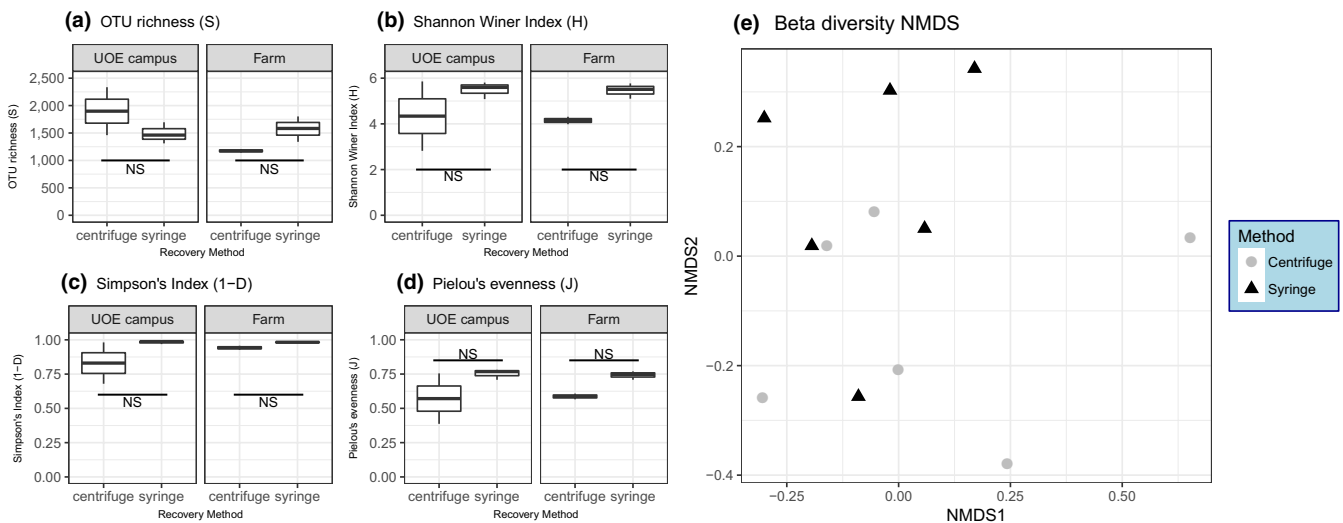 (a) OTU richness (S)
UOE campus
Farm
2,500
2,000
1,500
1,000
500
0
OTU richness (S)
NS
NS
centrifuge syringe
centrifuge syringe
Recovery Method
(b) Shannon Winer Index (H)
UOE campus
Farm
6
4
2
0
Shannon Winer Index (H)
NS
NS
centrifuge syringe
centrifuge syringe
Recovery Method
(c) Simpson's Index (1−D)
UOE campus
Farm
1.00
0.75
0.50
0.25
0.00
Simpson's Index (1−D)
NS
NS
centrifuge syringe
centrifuge syringe
Recovery Method
(d) Pielou's evenness (J)
UOE campus
Farm
1.00
0.75
0.50
0.25
0.00
Pielou's evenness (J)
NS
NS
centrifuge syringe
centrifuge syringe
Recovery Method
(e) Beta diversity NMDS
0.2
0.0
−0.2
−0.4
NMDS2
−0.25
0.00
0.25
0.50
NMDS1
Method
Centrifuge
Syringe